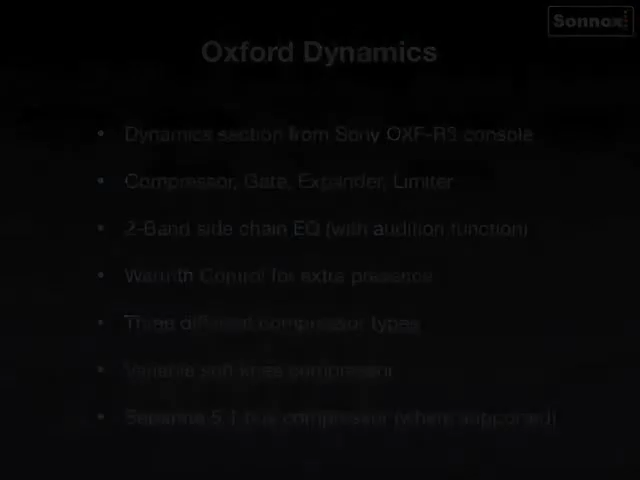 Sonnox
Oxford Dynamics
• Dynamics section from Sony OXF-R3 console
• Compressor, Gate, Expander, Limiter
• 2-Band side chain EQ (with audition function)
• Warmth Control for extra presence
• Three different compressor types
• Variable soft knee compressor
• Separate 5.1 bus compressor (where supported)